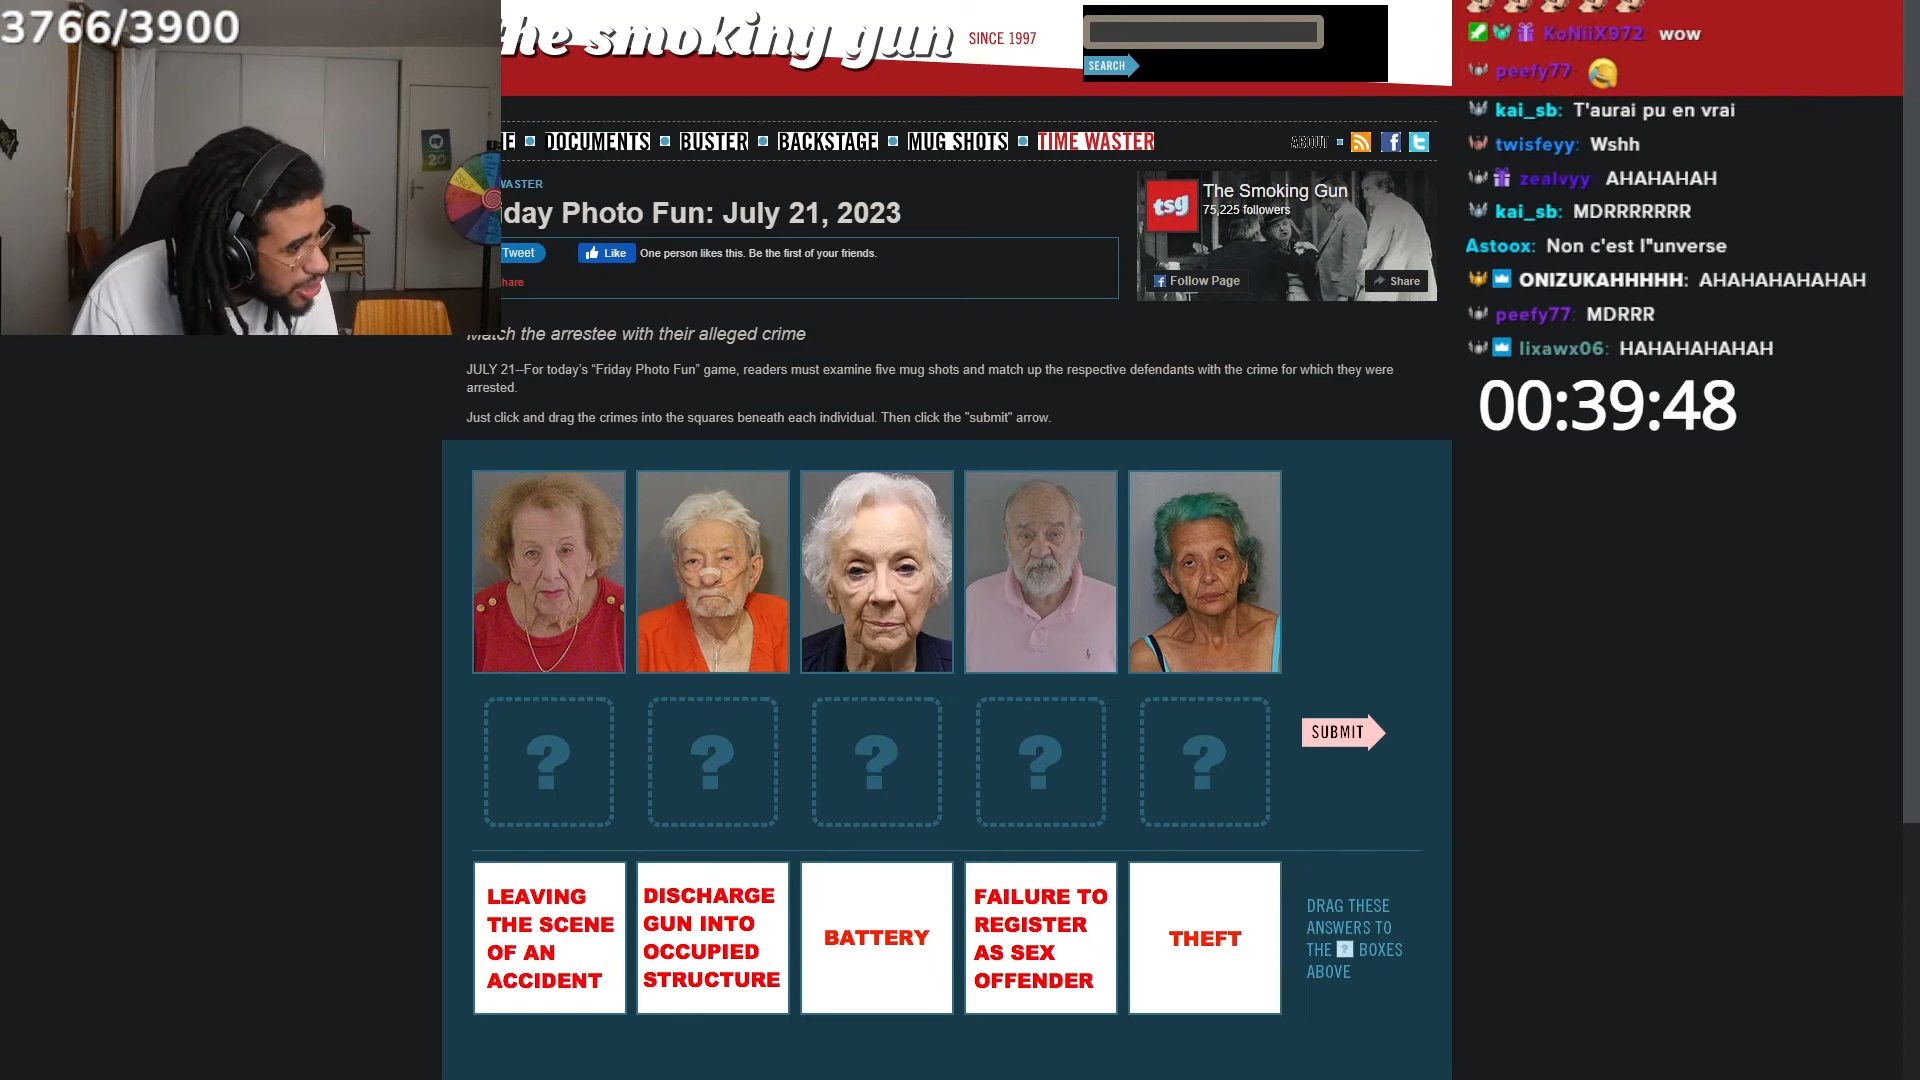 3766/3900
the smoking gun
SINCE 1997
SEARCH
DOCUMENTS
BUSTER
BACKSTAGE
MUG SHOTS
TIME WASTER
ABOUT
WASTER
day Photo Fun: July 21, 2023
Tweet
Like
One person likes this. Be the first of your friends.
hare
tsg
The Smoking Gun
75,225 followers
Follow Page
Share
Match the arrestee with their alleged crime
JULY 21--For today's “Friday Photo Fun” game, readers must examine five mug shots and match up the respective defendants with the crime for which they were
arrested.
Just click and drag the crimes into the squares beneath each individual. Then click the "submit" arrow.
? ? ? ? ?
SUBMIT
LEAVING
THE SCENE
OF AN
ACCIDENT
DISCHARGE
GUN INTO
OCCUPIED
STRUCTURE
BATTERY
FAILURE TO
REGISTER
AS SEX
OFFENDER
THEFT
DRAG THESE
ANSWERS TO
THE ? BOXES
ABOVE
KoNiiX972: wow
peefy77:
kai_sb: T'aurai pu en vrai
twisfeyy: Wshh
zealvyy: AHAHAHAH
kai_sb: MDRRRRRRR
Astoox: Non c'est l"unverse
ONIZUKAHHHHH: AHAHAHAHAHAH
peefy77: MDRRR
lixawx06: HAHAHAHAHAH
00:39:48